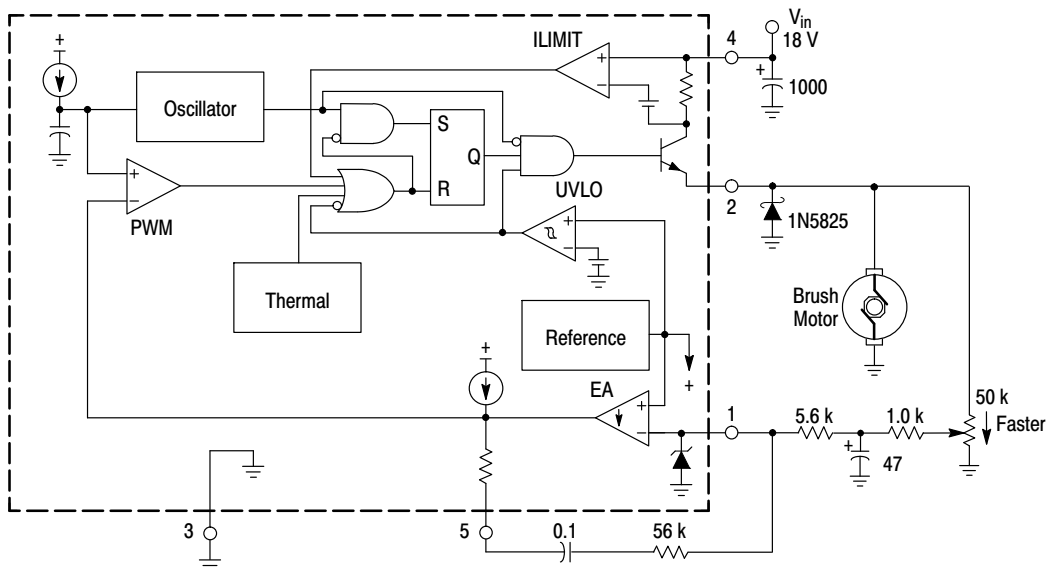 ILIMIT
4
V_in
18 V
+
+
−
+
1000
Oscillator
S
Q
R
+
−
PWM
UVLO
2
1N5825
+
−
Thermal
Brush
Motor
Reference
+
+
EA
+
−
1
5.6 k
1.0 k
50 k
Faster
+
47
3
5
0.1
56 k